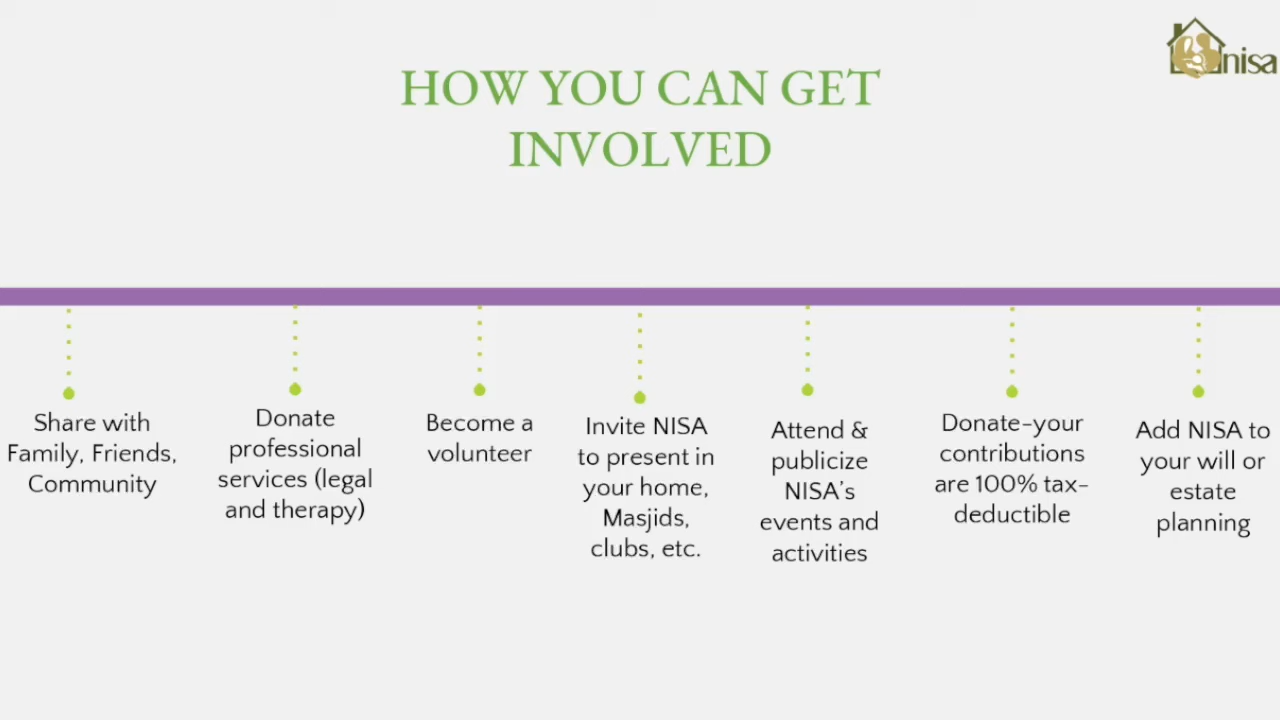 nisa
HOW YOU CAN GET
INVOLVED
Share with
Family, Friends,
Community
Donate
professional
services (legal
and therapy)
Become a
volunteer
Invite NISA
to present in
your home,
Masjids,
clubs, etc.
Attend &
publicize
NISA's
events and
activities
Donate-your
contributions
are 100% tax-
deductible
Add NISA to
your will or
estate
planning